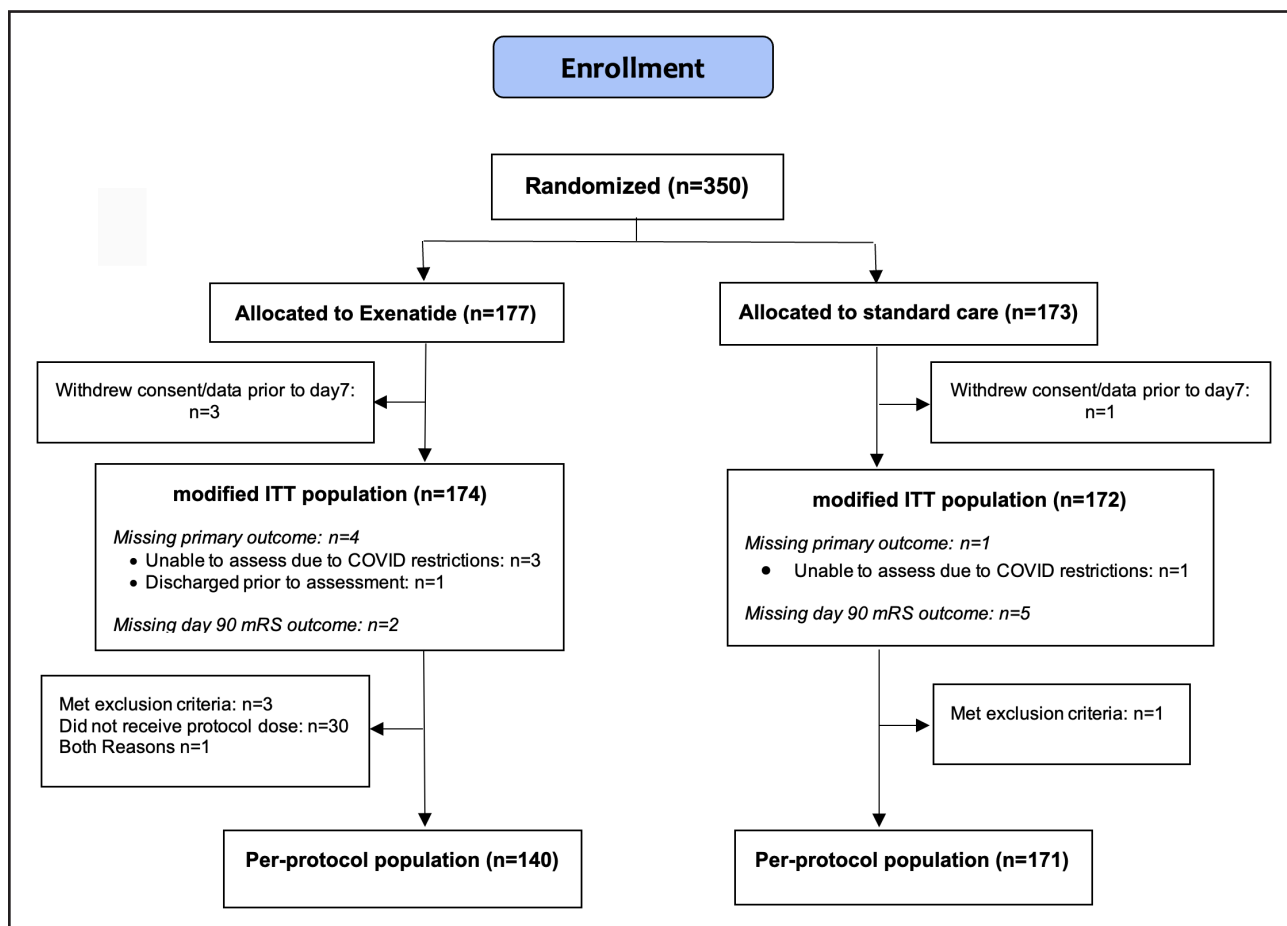 Enrollment
Randomized (n=350)
Allocated to Exenatide (n=177)
Allocated to standard care (n=173)
Withdrew consent/data prior to day7:
n=3
Withdrew consent/data prior to day7:
n=1
modified ITT population (n=174)
Missing primary outcome: n=4
• Unable to assess due to COVID restrictions: n=3
• Discharged prior to assessment: n=1
Missing day 90 mRS outcome: n=2
modified ITT population (n=172)
Missing primary outcome: n=1
• Unable to assess due to COVID restrictions: n=1
Missing day 90 mRS outcome: n=5
Met exclusion criteria: n=3
Did not receive protocol dose: n=30
Both Reasons n=1
Met exclusion criteria: n=1
Per-protocol population (n=140)
Per-protocol population (n=171)